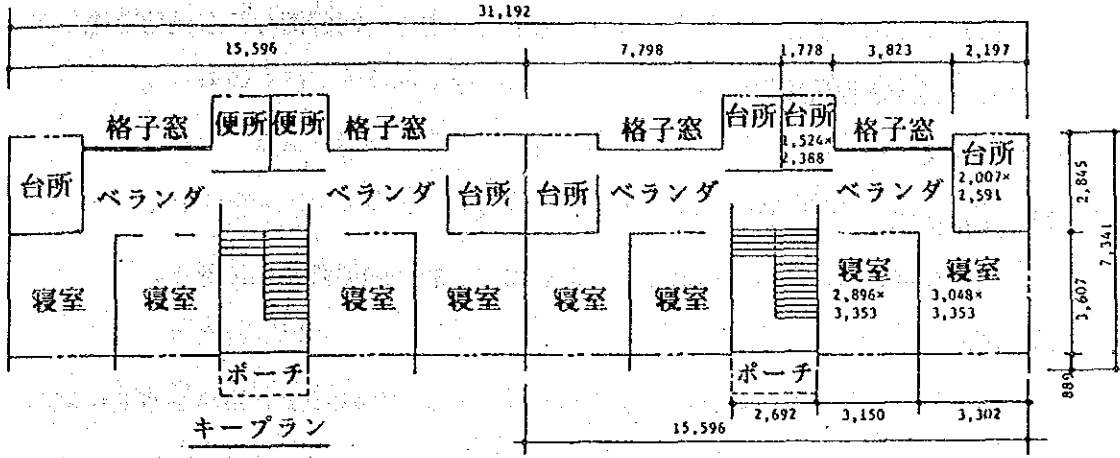 31,192
15,596 7,798 1,778 3,823 2,197
格子窓 便所 便所 格子窓 格子窓 台所 台所 格子窓
1,524×
2,388
台所 ベランダ ベランダ 台所 台所 ベランダ ベランダ 台所
2,007×
2,591
2,845
7,341
寝室 寝室 寝室 寝室 寝室 寝室 寝室 寝室
2,896× 3,048×
3,353 3,353
3,607
ポーチ ポーチ
889
2,692 3,150 3,302
15,596
キープラン